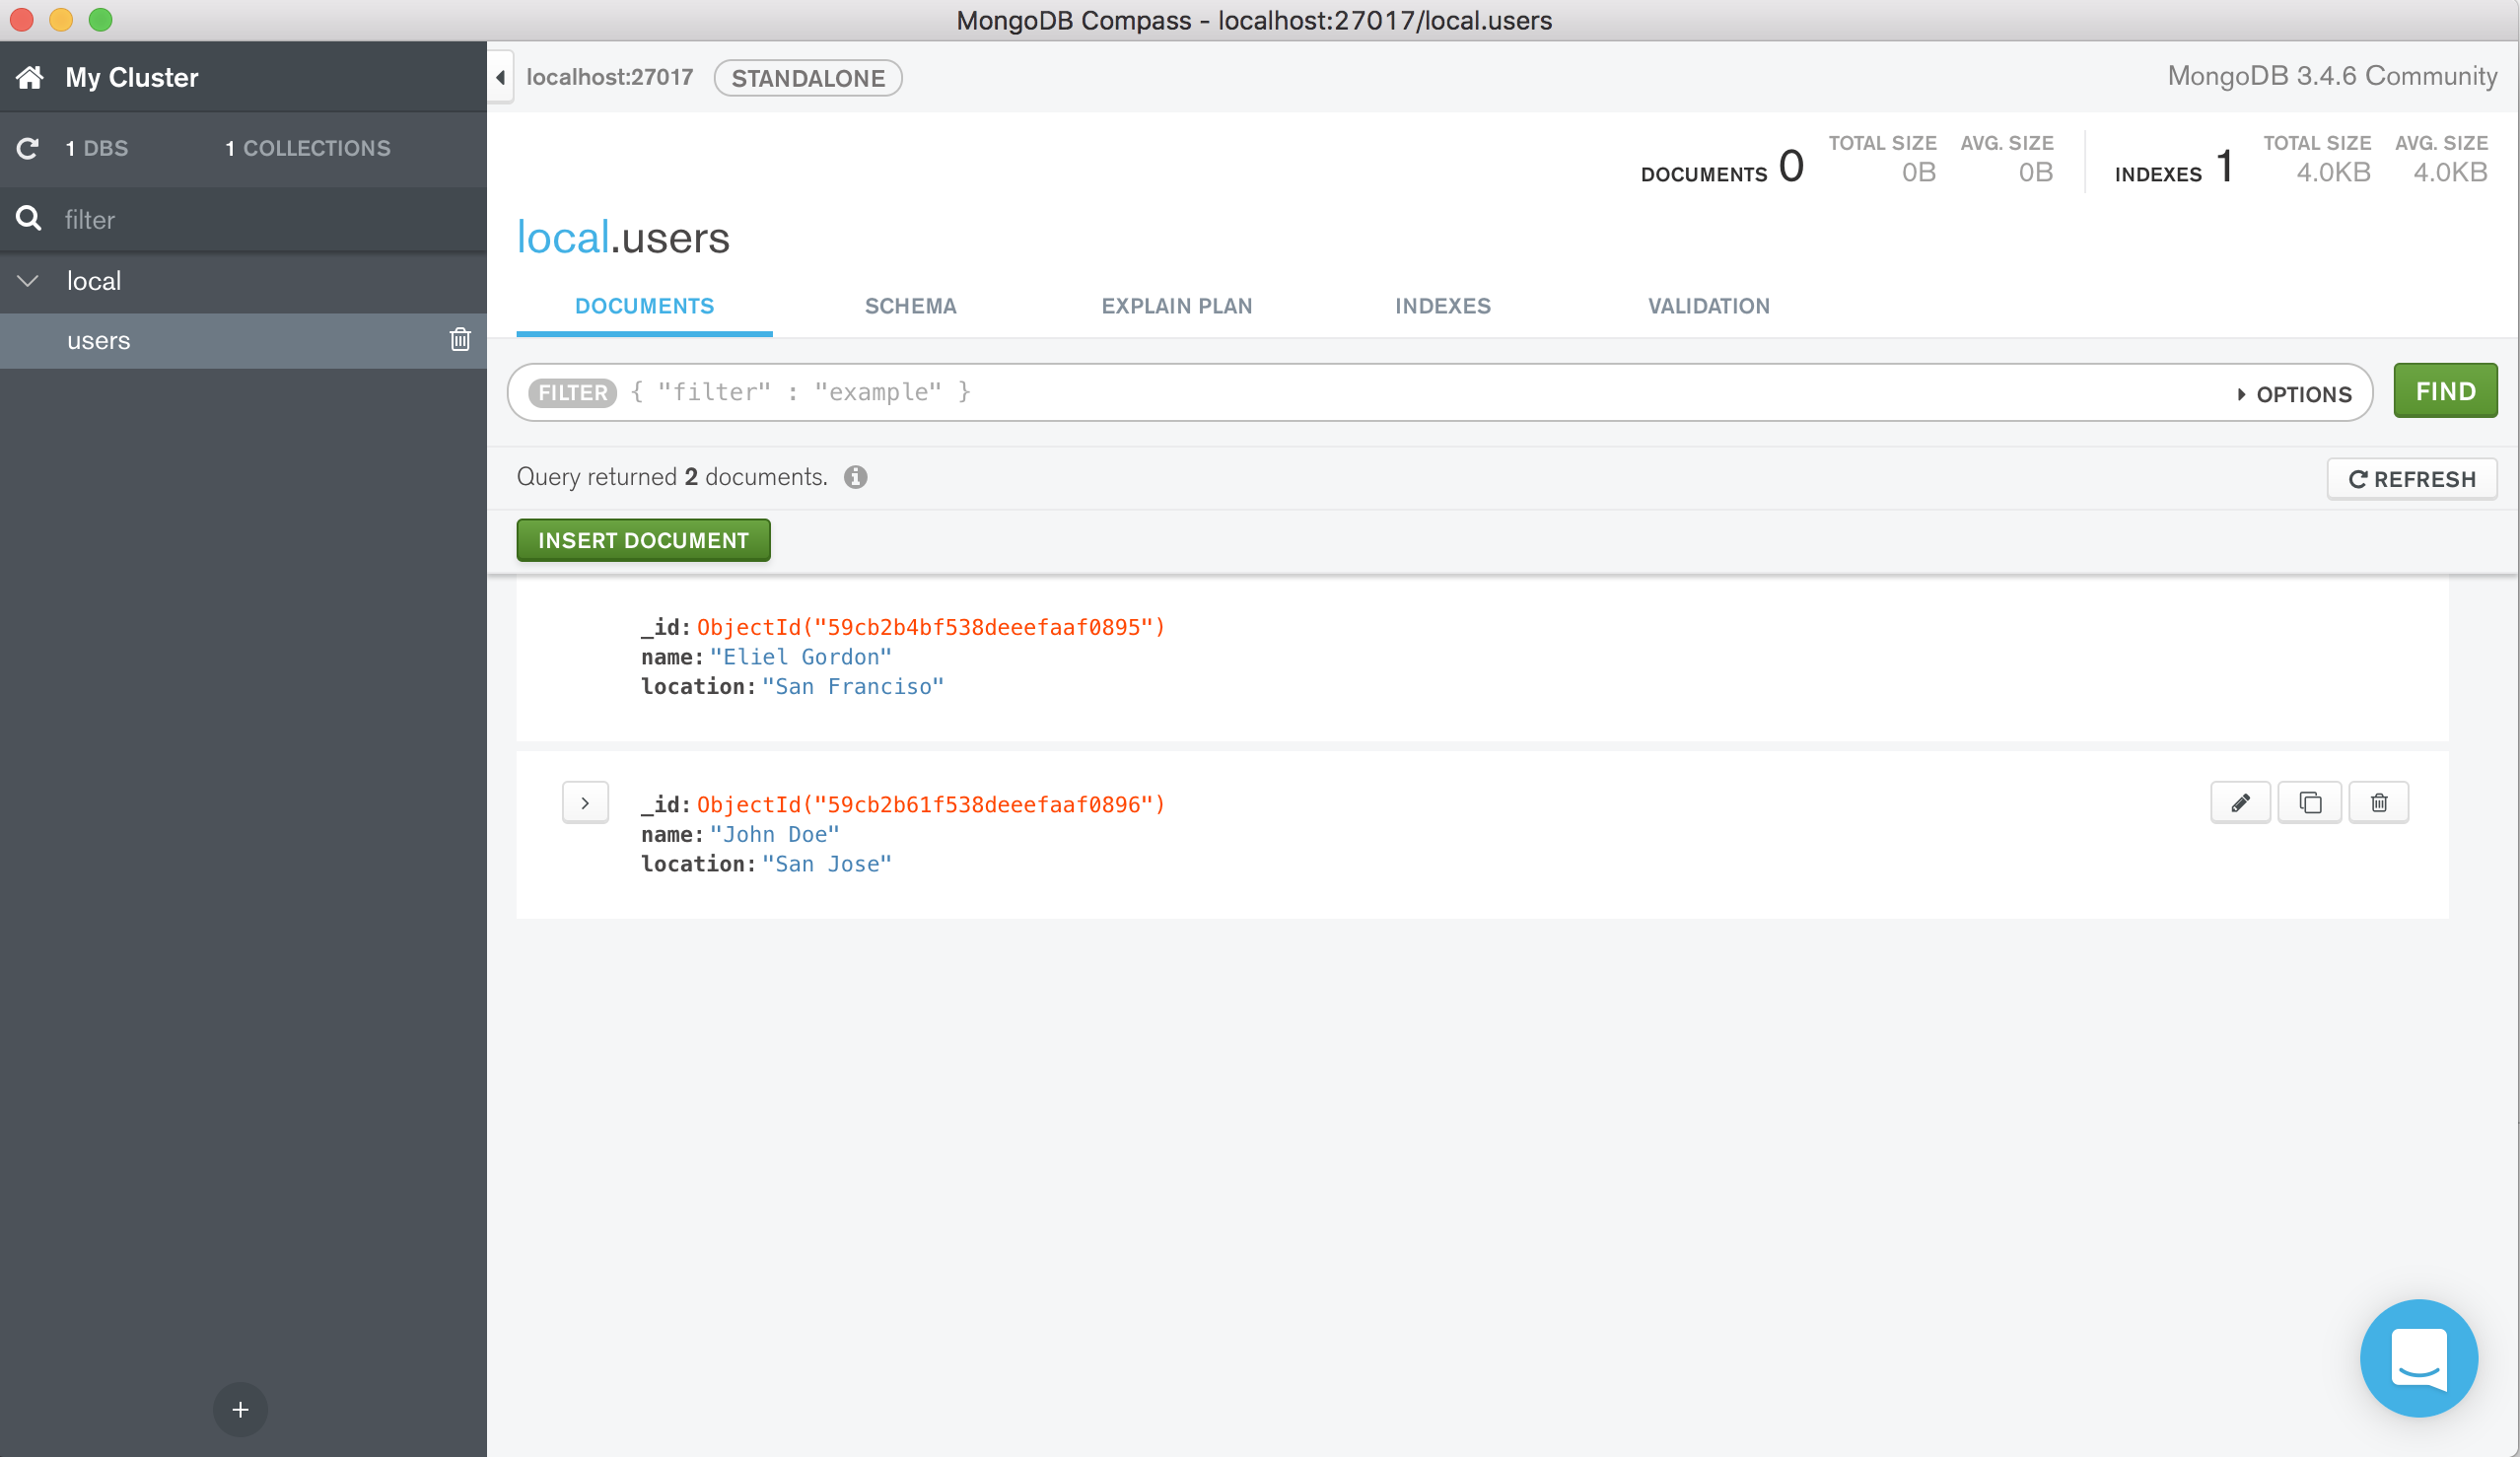 MongoDB Compass - localhost:27017/local.users
My Cluster
1 DBS 1 COLLECTIONS
filter
local
users
localhost:27017 STANDALONE
MongoDB 3.4.6 Community
DOCUMENTS 0 TOTAL SIZE 0B AVG. SIZE 0B
INDEXES 1 TOTAL SIZE 4.0KB AVG. SIZE 4.0KB
local.users
DOCUMENTS SCHEMA EXPLAIN PLAN INDEXES VALIDATION
FILTER { "filter" : "example" } OPTIONS FIND
Query returned 2 documents. REFRESH
INSERT DOCUMENT
_id: ObjectId("59cb2b4bf538deeefaaf0895")
name: "Eliel Gordon"
location: "San Franciso"
_id: ObjectId("59cb2b61f538deeefaaf0896")
name: "John Doe"
location: "San Jose"